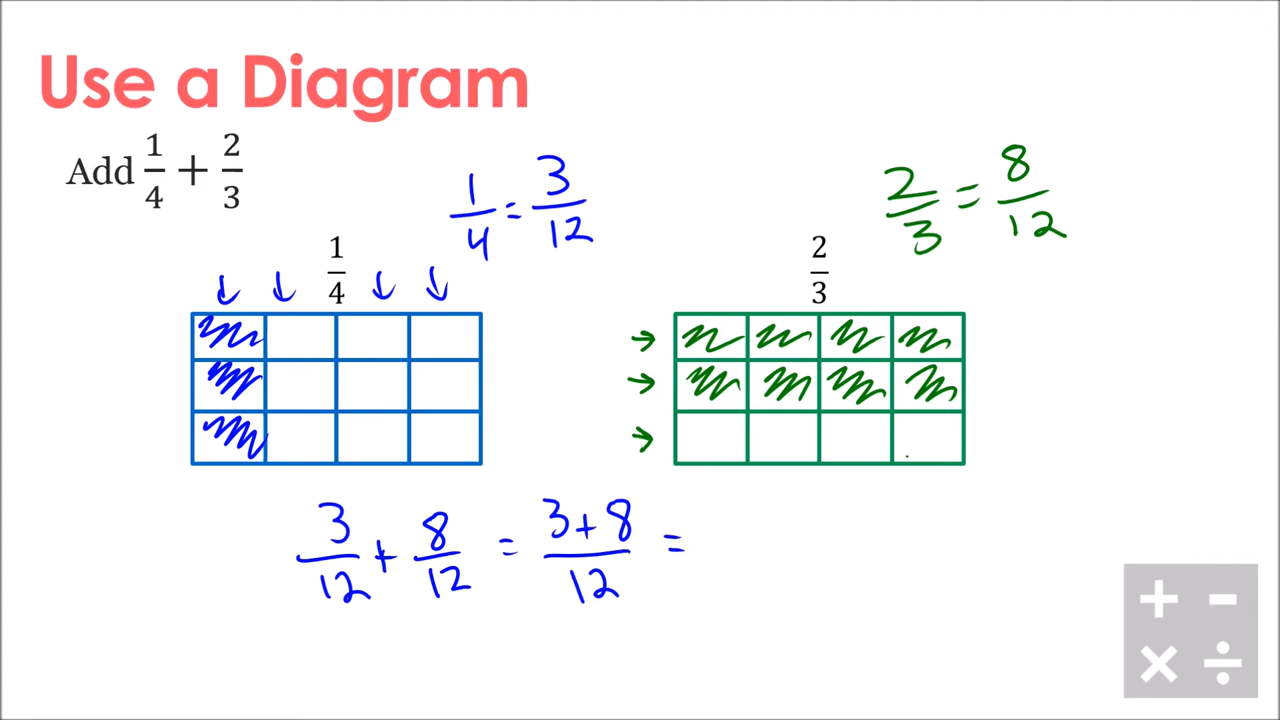 Use a Diagram
Add 1/4 + 2/3
1/4 = 3/12
2/3 = 8/12
1/4
2/3
↓ ↓ ↓ ↓
→
→
→
3/12 + 8/12 = 3+8/12 =
+ −
× ÷